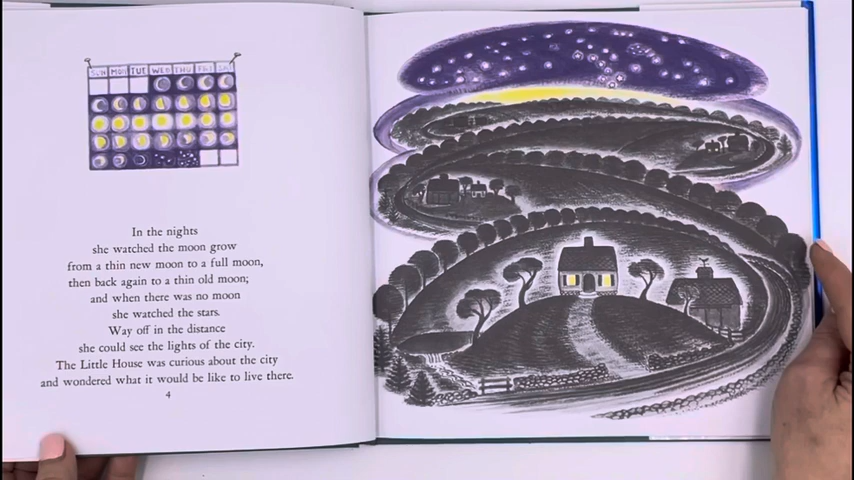 SUN MON TUE WED THU FRI SAT
In the nights
she watched the moon grow
from a thin new moon to a full moon,
then back again to a thin old moon;
and when there was no moon
she watched the stars.
Way off in the distance
she could see the lights of the city.
The Little House was curious about the city
and wondered what it would be like to live there.
4